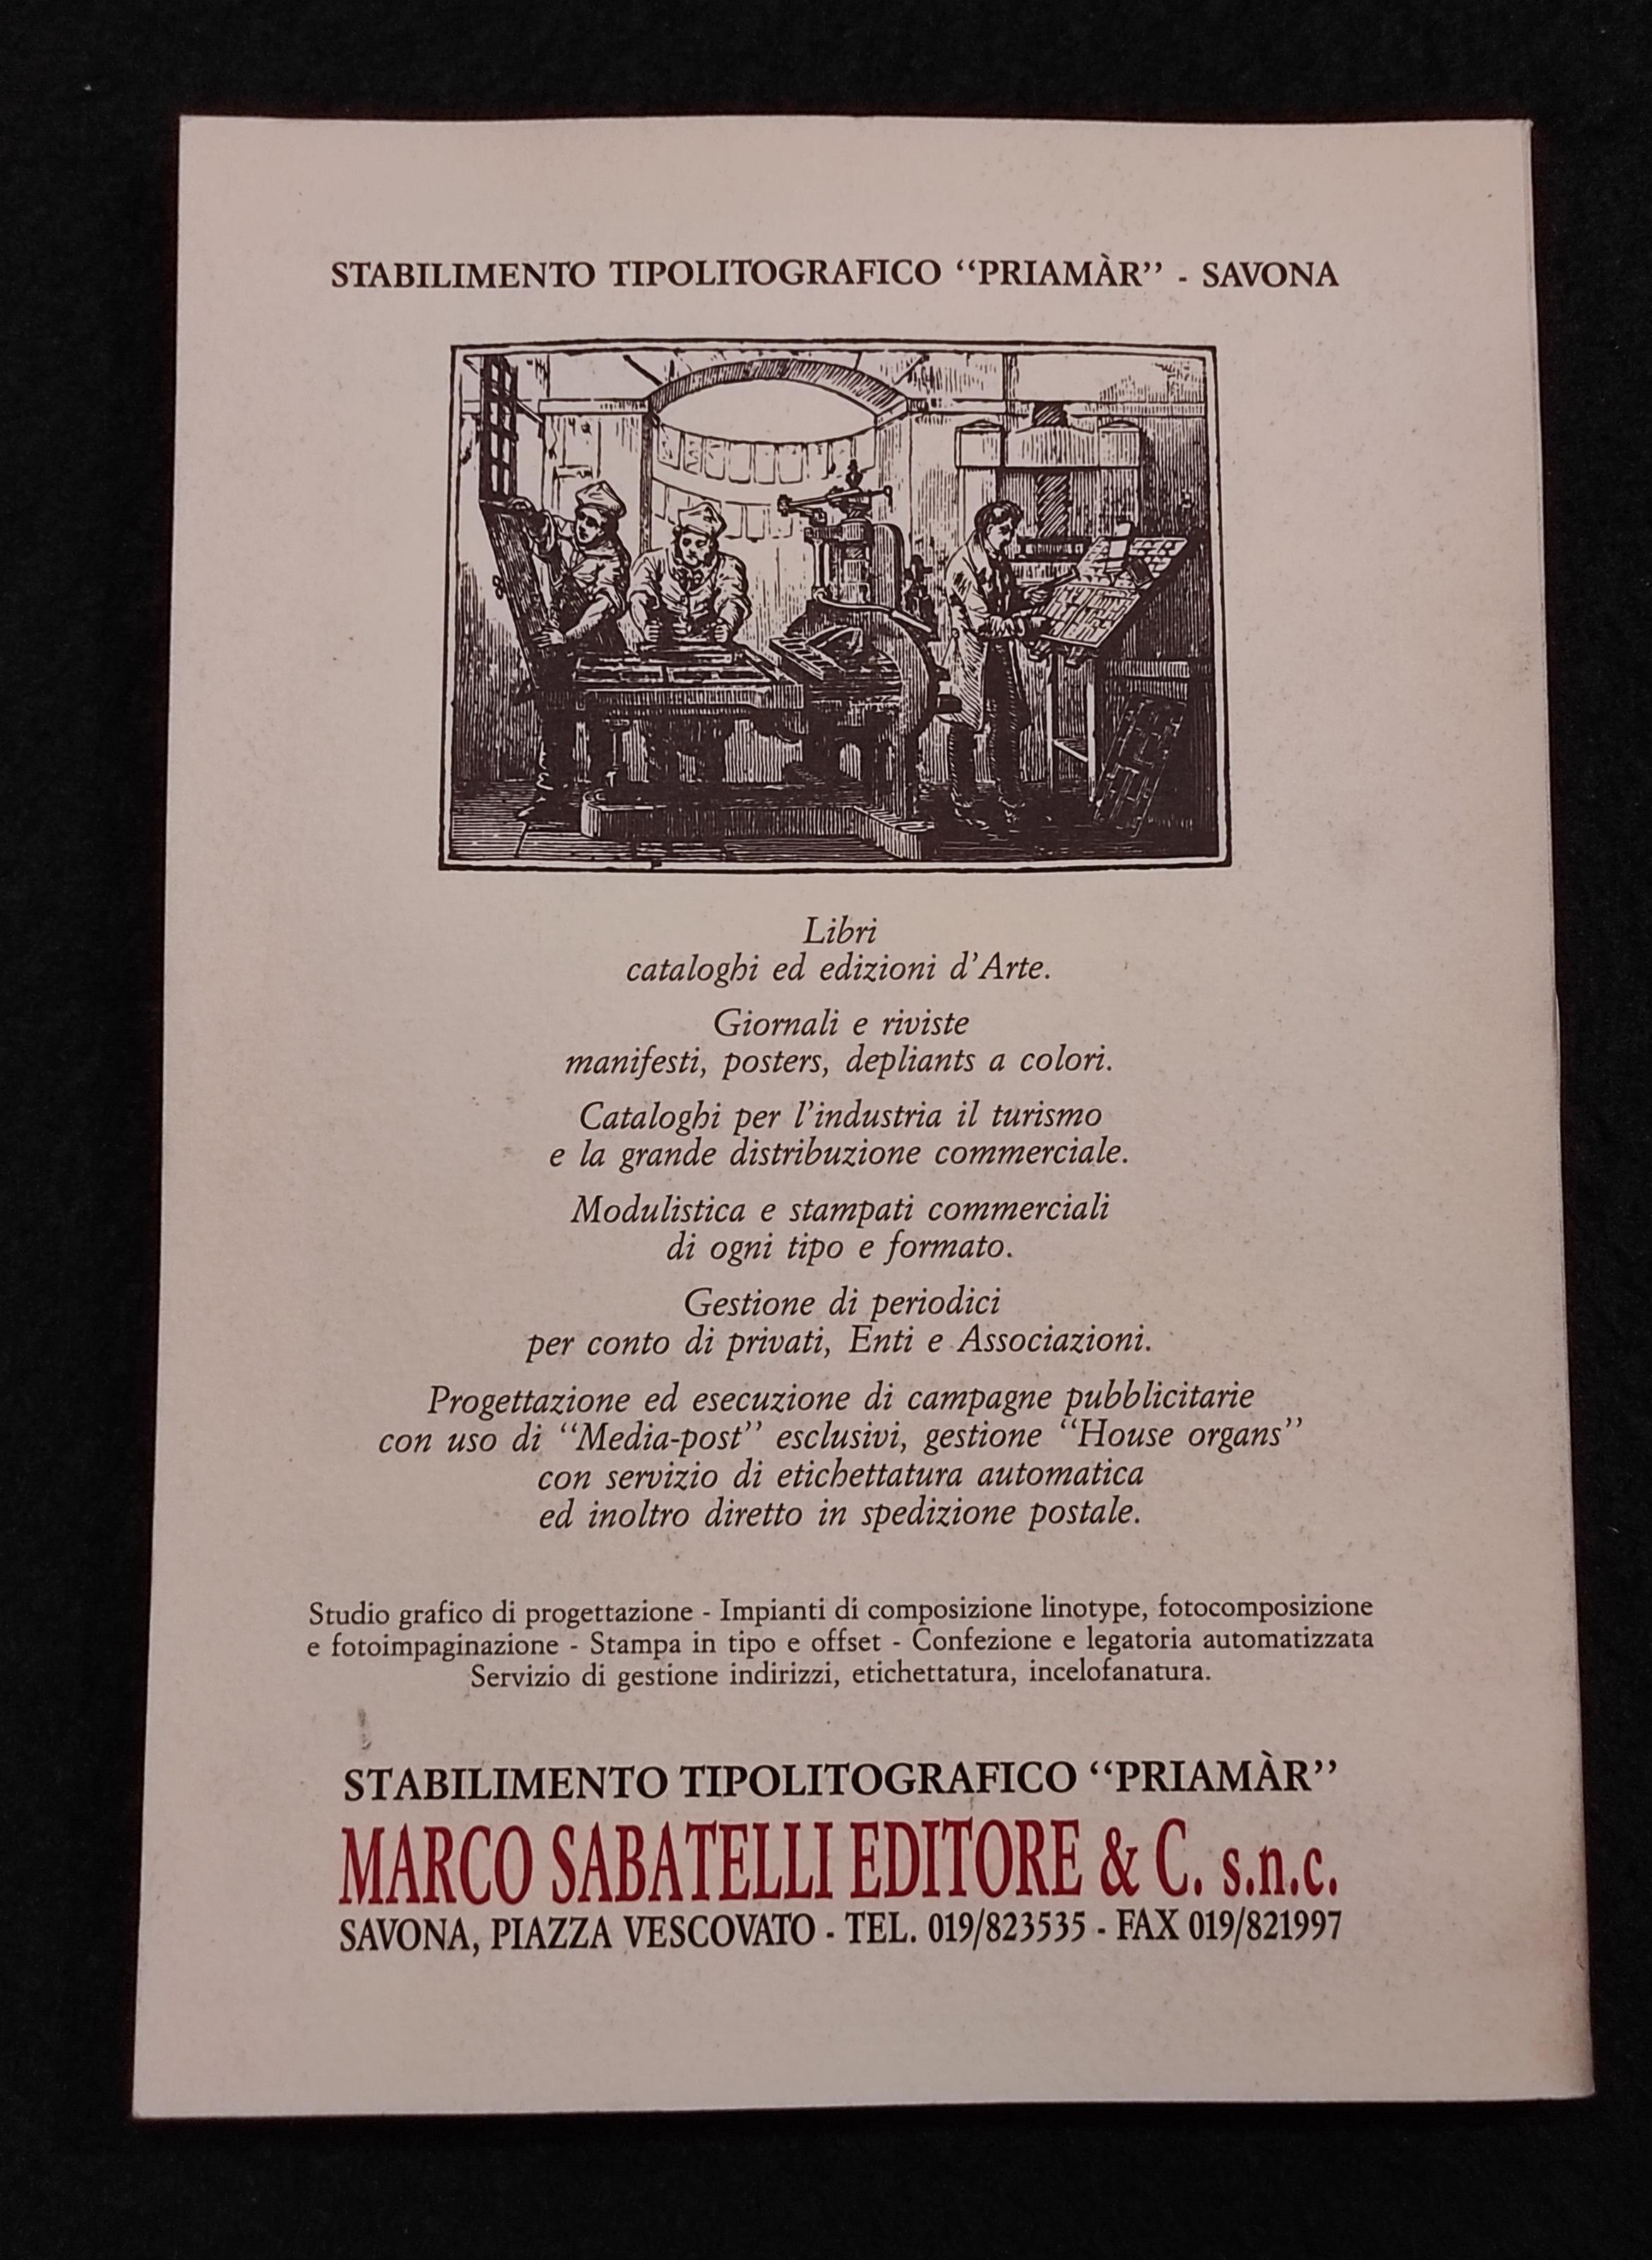 STABILIMENTO TIPOLITOGRAFICO “PRIAMÀR” - SAVONA
Libri
cataloghi ed edizioni d’Arte.
Giornali e riviste
manifesti, posters, depliants a colori.
Cataloghi per l’industria il turismo
e la grande distribuzione commerciale.
Modulistica e stampati commerciali
di ogni tipo e formato.
Gestione di periodici
per conto di privati, Enti e Associazioni.
Progettazione ed esecuzione di campagne pubblicitarie
con uso di “Media-post” esclusivi, gestione “House organs”
con servizio di etichettatura automatica
ed inoltro diretto in spedizione postale.
Studio grafico di progettazione - Impianti di composizione linotype, fotocomposizione
e fotoimpaginazione - Stampa in tipo e offset - Confezione e legatoria automatizzata
Servizio di gestione indirizzi, etichettatura, incelofanatura.
STABILIMENTO TIPOLITOGRAFICO “PRIAMÀR”
MARCO SABATELLI EDITORE & C. s.n.c.
SAVONA, PIAZZA VESCOVATO - TEL. 019/823535 - FAX 019/821997